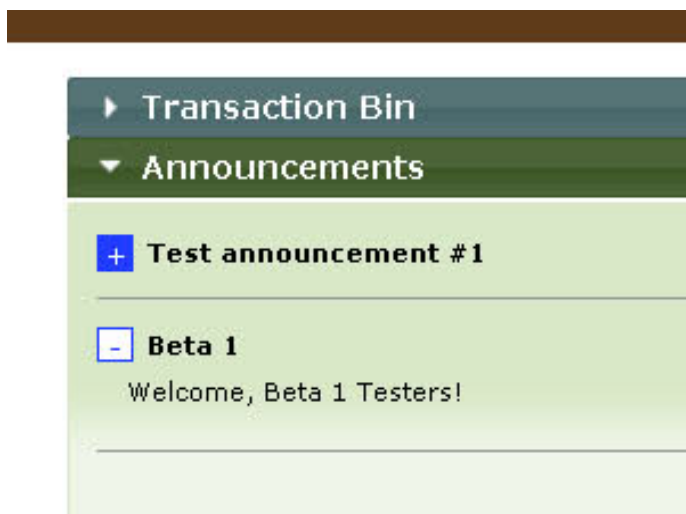 Transaction Bin
Announcements
+ Test announcement #1
- Beta 1
Welcome, Beta 1 Testers!